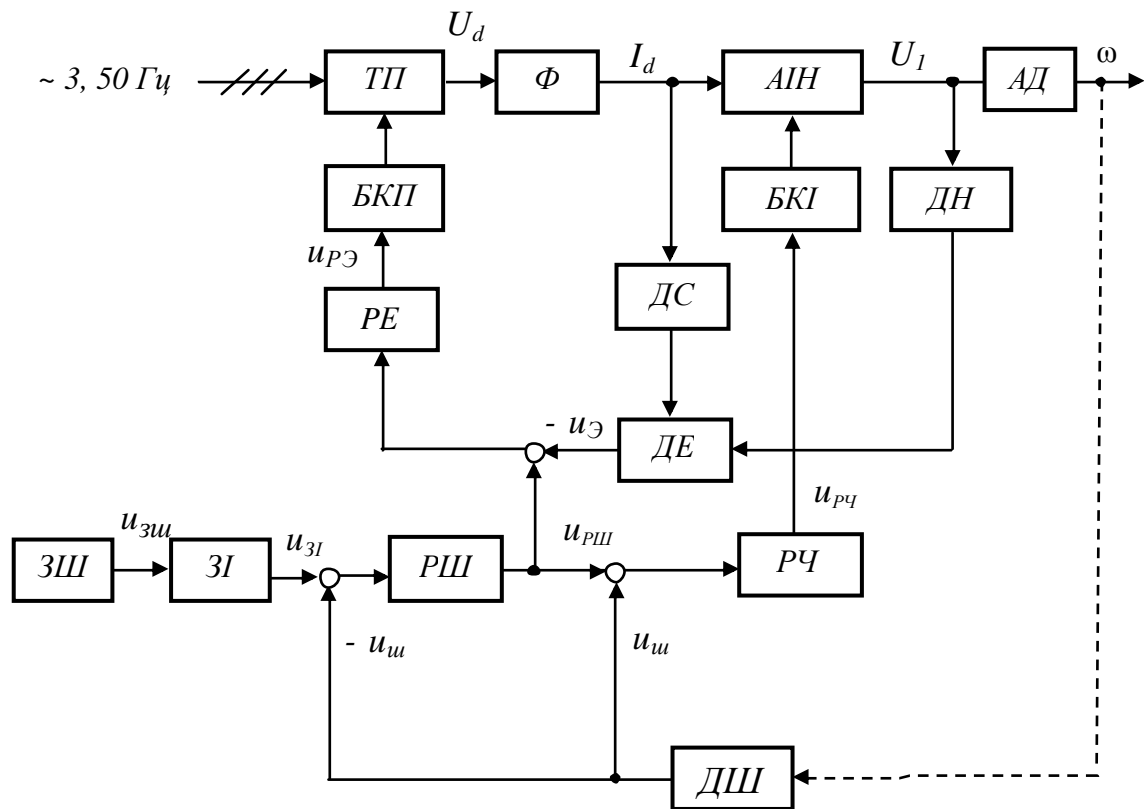 U_d
I_d
U_1
ω
~ 3, 50 Гц
ТП
Ф
АІН
АД
БКП
БКІ
ДН
u_РЭ
ДС
РЕ
- u_Э
ДЕ
u_РЧ
u_зш
u_ЗІ
u_РШ
ЗШ
ЗІ
РШ
РЧ
- u_ш
u_ш
ДШ